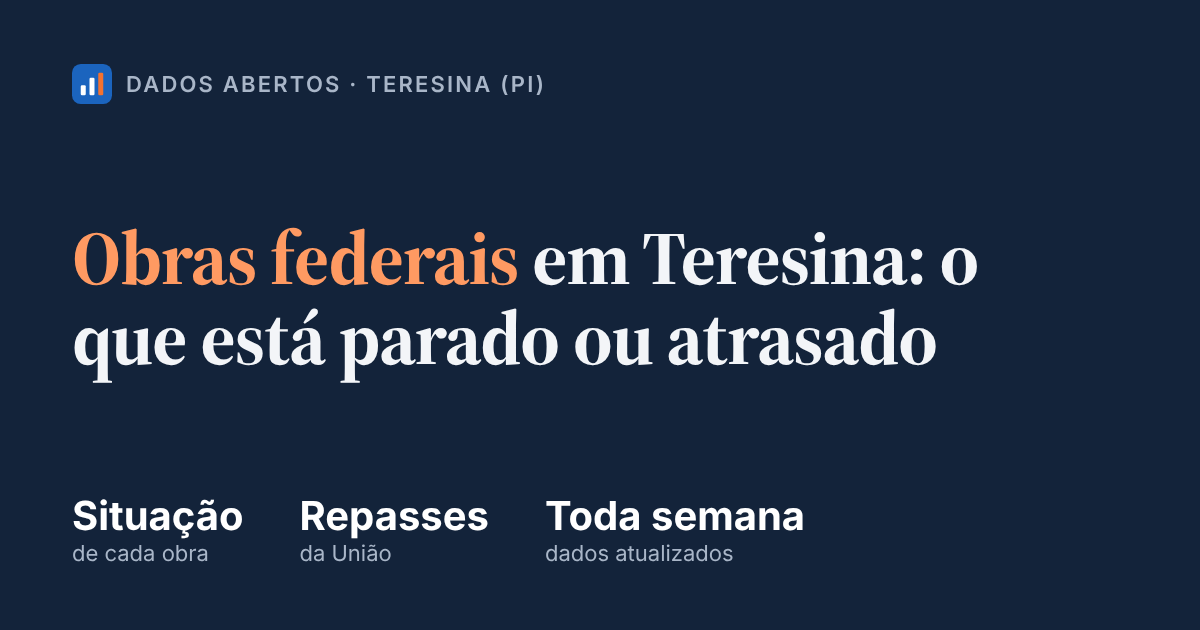 DADOS ABERTOS · TERESINA (PI)
Obras federais em Teresina: o
que está parado ou atrasado
Situação
de cada obra
Repasses
da União
Toda semana
dados atualizados